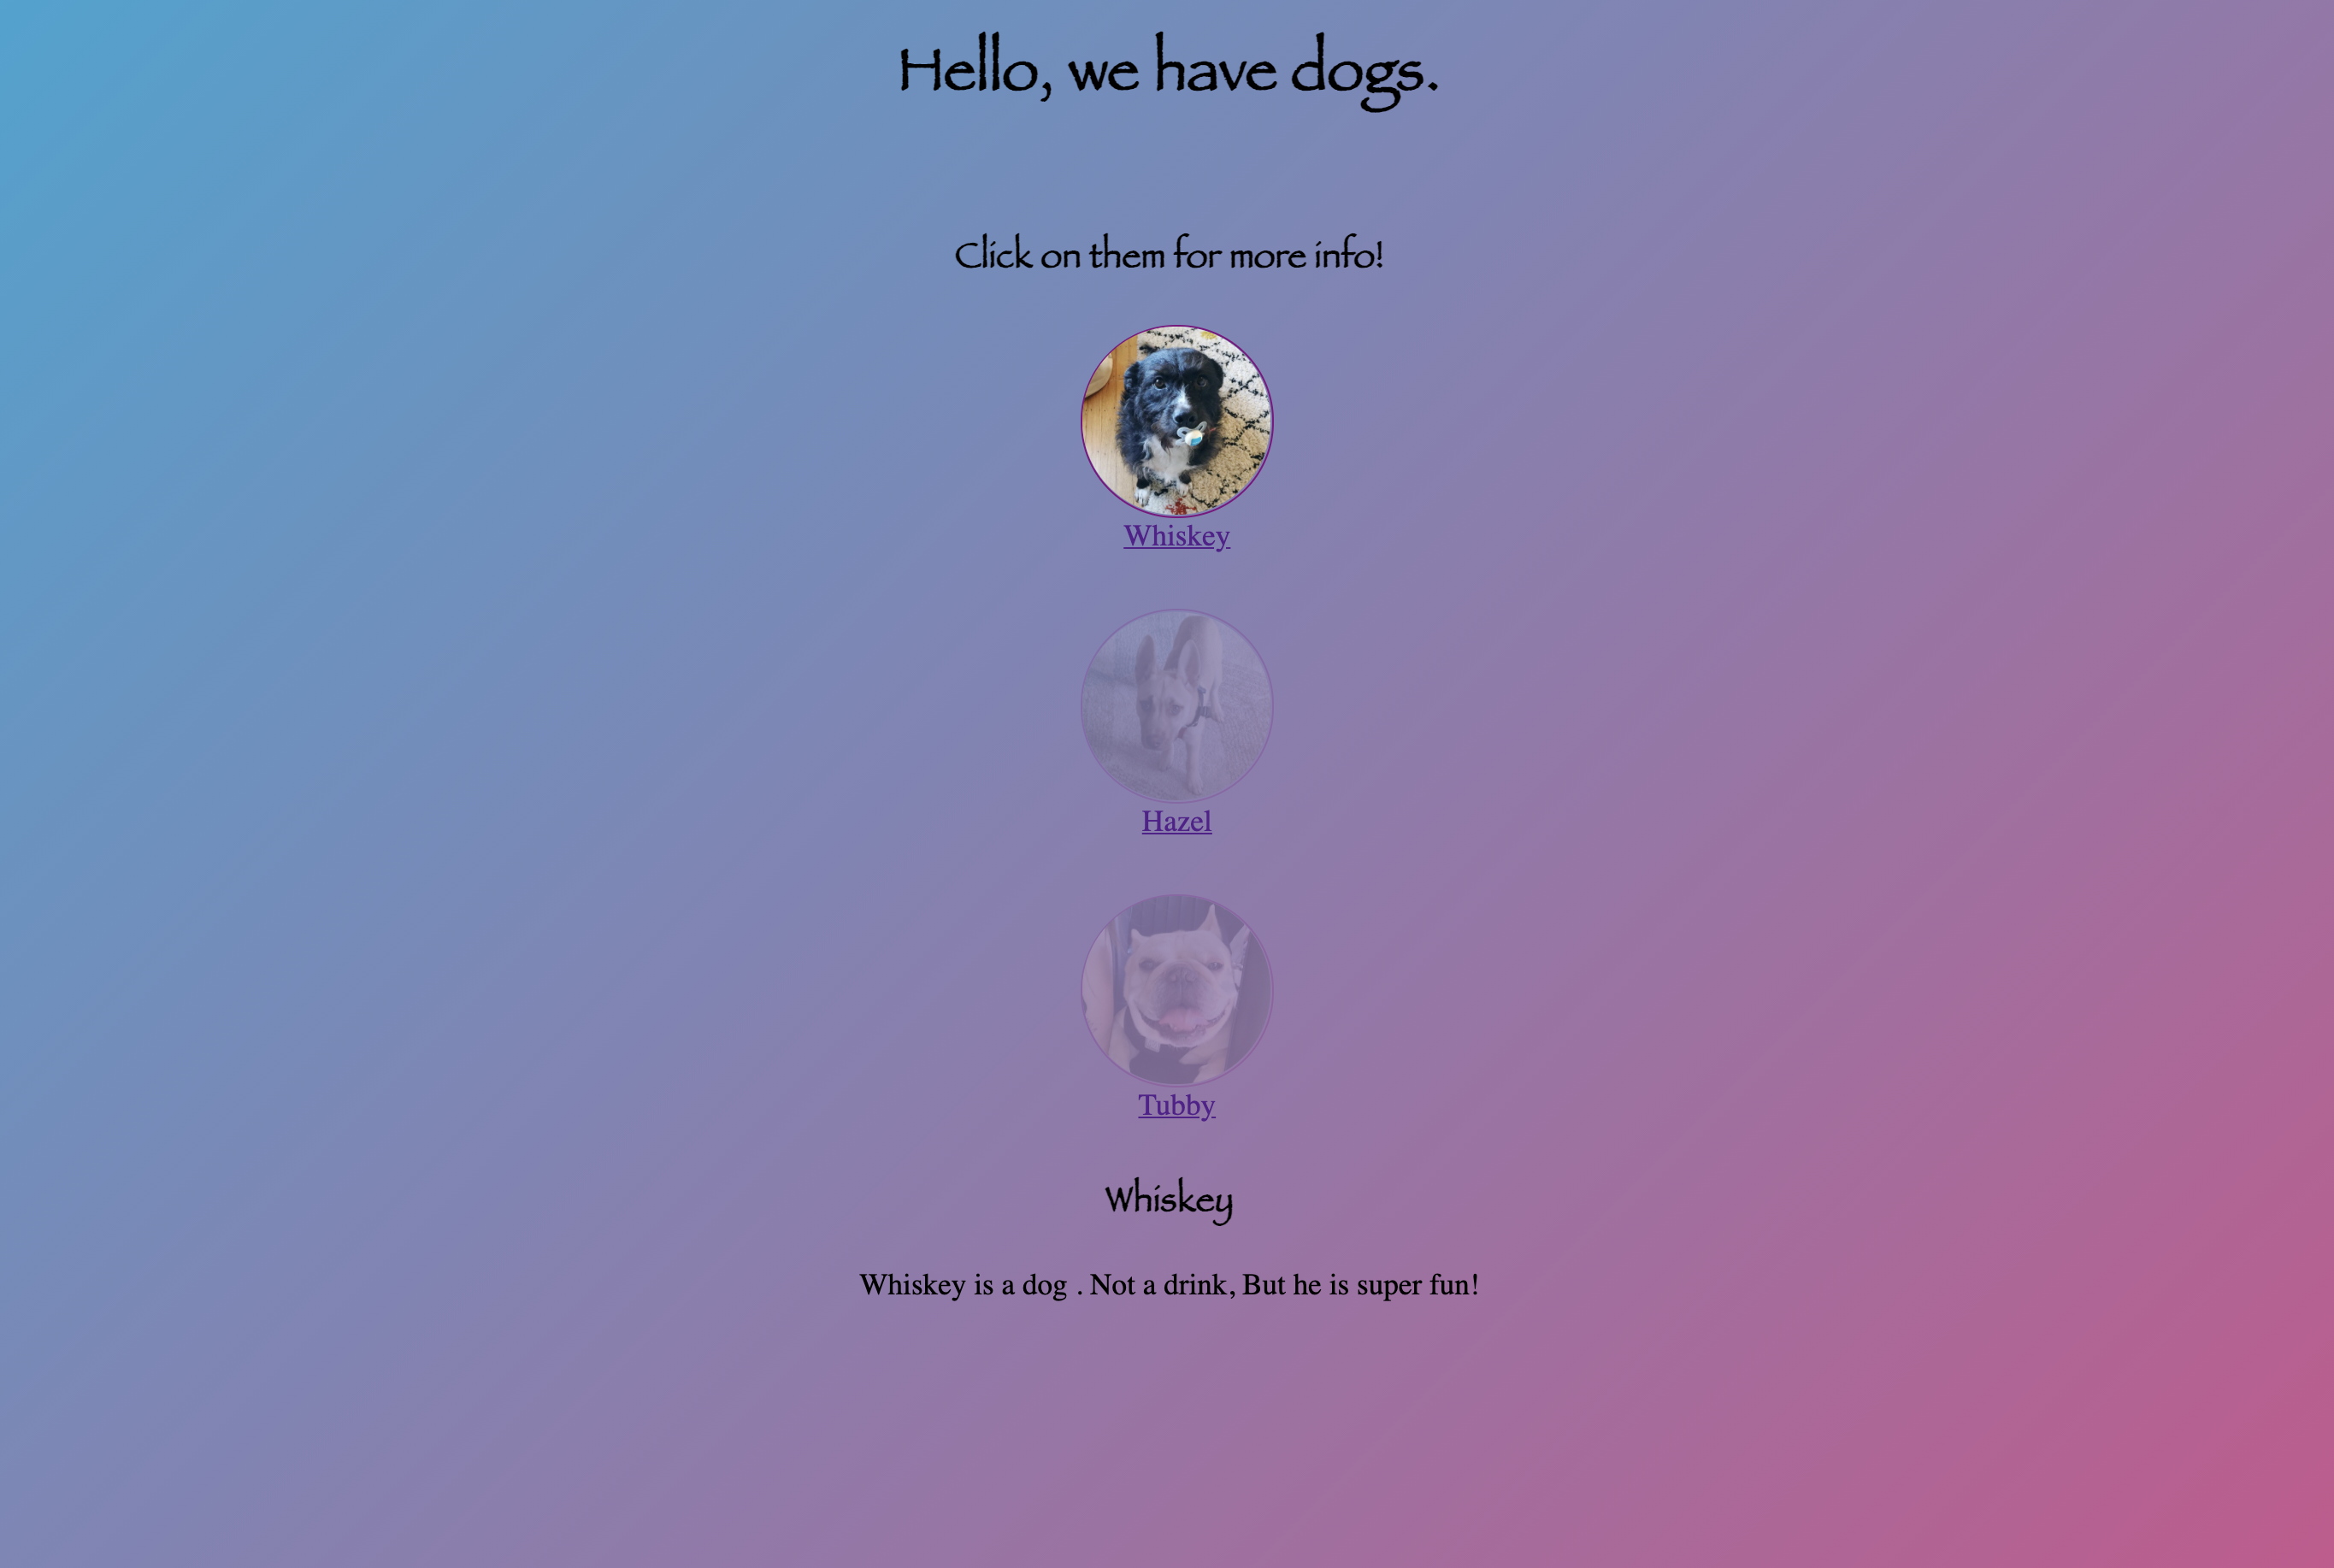 Hello, we have dogs.
Click on them for more info!
Whiskey
Hazel
Tubby
Whiskey
Whiskey is a dog . Not a drink, But he is super fun!